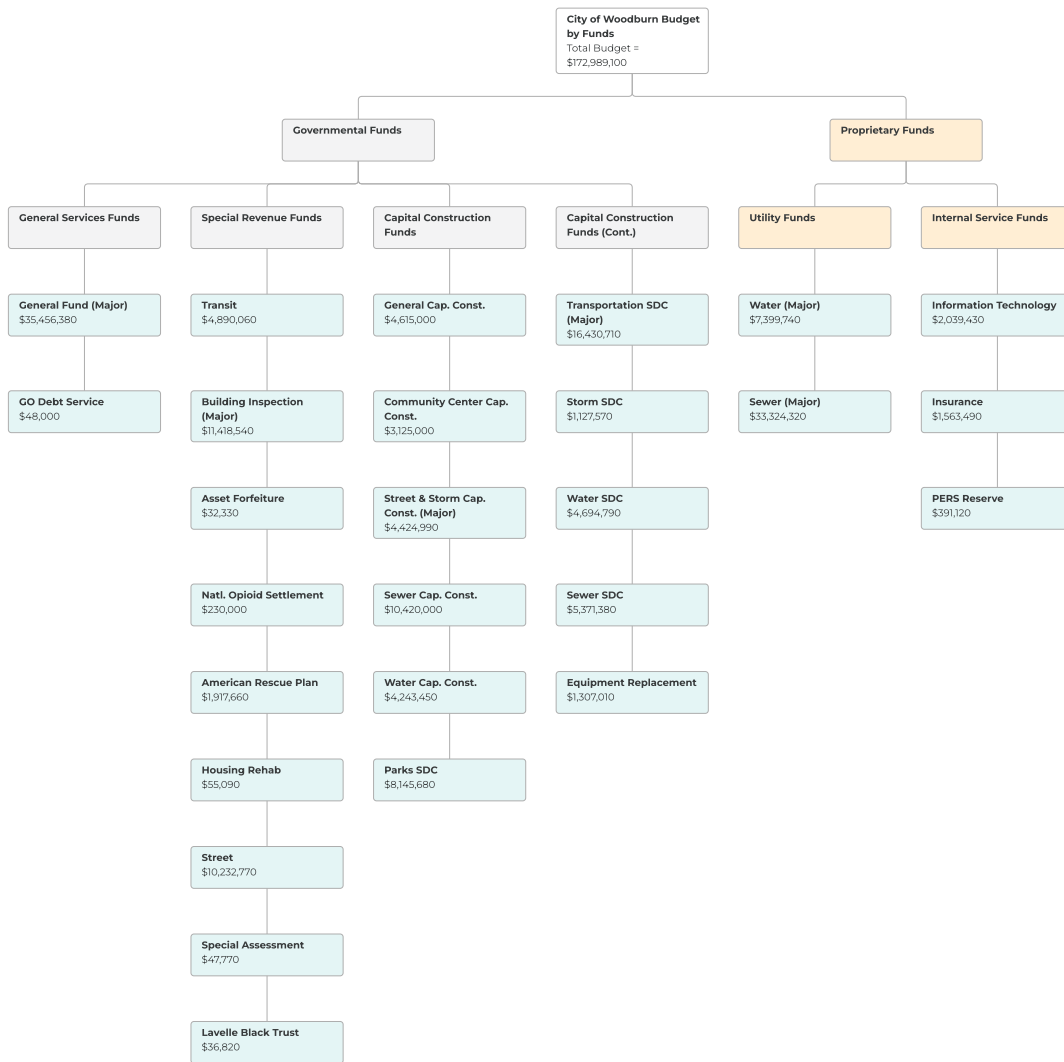 City of Woodburn Budget
by Funds
Total Budget =
$172,989,100
Governmental Funds
Proprietary Funds
General Services Funds
Special Revenue Funds
Capital Construction
Funds
Capital Construction
Funds (Cont.)
Utility Funds
Internal Service Funds
General Fund (Major)
$35,456,380
Transit
$4,890,060
General Cap. Const.
$4,615,000
Transportation SDC
(Major)
$16,430,710
Water (Major)
$7,399,740
Information Technology
$2,039,430
GO Debt Service
$48,000
Building Inspection
(Major)
$11,418,540
Community Center Cap.
Const.
$3,125,000
Storm SDC
$1,127,570
Sewer (Major)
$33,324,320
Insurance
$1,563,490
Asset Forfeiture
$32,330
Street & Storm Cap.
Const. (Major)
$4,424,990
Water SDC
$4,694,790
PERS Reserve
$391,120
Natl. Opioid Settlement
$230,000
Sewer Cap. Const.
$10,420,000
Sewer SDC
$5,371,380
American Rescue Plan
$1,917,660
Water Cap. Const.
$4,243,450
Equipment Replacement
$1,307,010
Housing Rehab
$55,090
Parks SDC
$8,145,680
Street
$10,232,770
Special Assessment
$47,770
Lavelle Black Trust
$36,820